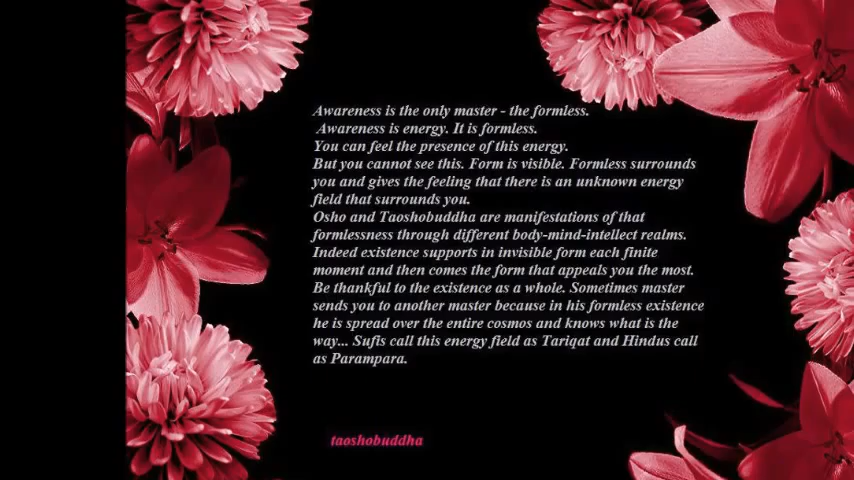 Awareness is the only master - the formless.
Awareness is energy. It is formless.
You can feel the presence of this energy.
But you cannot see this. Form is visible. Formless surrounds
you and gives the feeling that there is an unknown energy
field that surrounds you.
Osho and Taoshobuddha are manifestations of that
formlessness through different body-mind-intellect realms.
Indeed existence supports in invisible form each finite
moment and then comes the form that appeals you the most.
Be thankful to the existence as a whole. Sometimes master
sends you to another master because in his formless existence
he is spread over the entire cosmos and knows what is the
way... Sufis call this energy field as Tariqat and Hindus call
as Parampara.
taoshobuddha